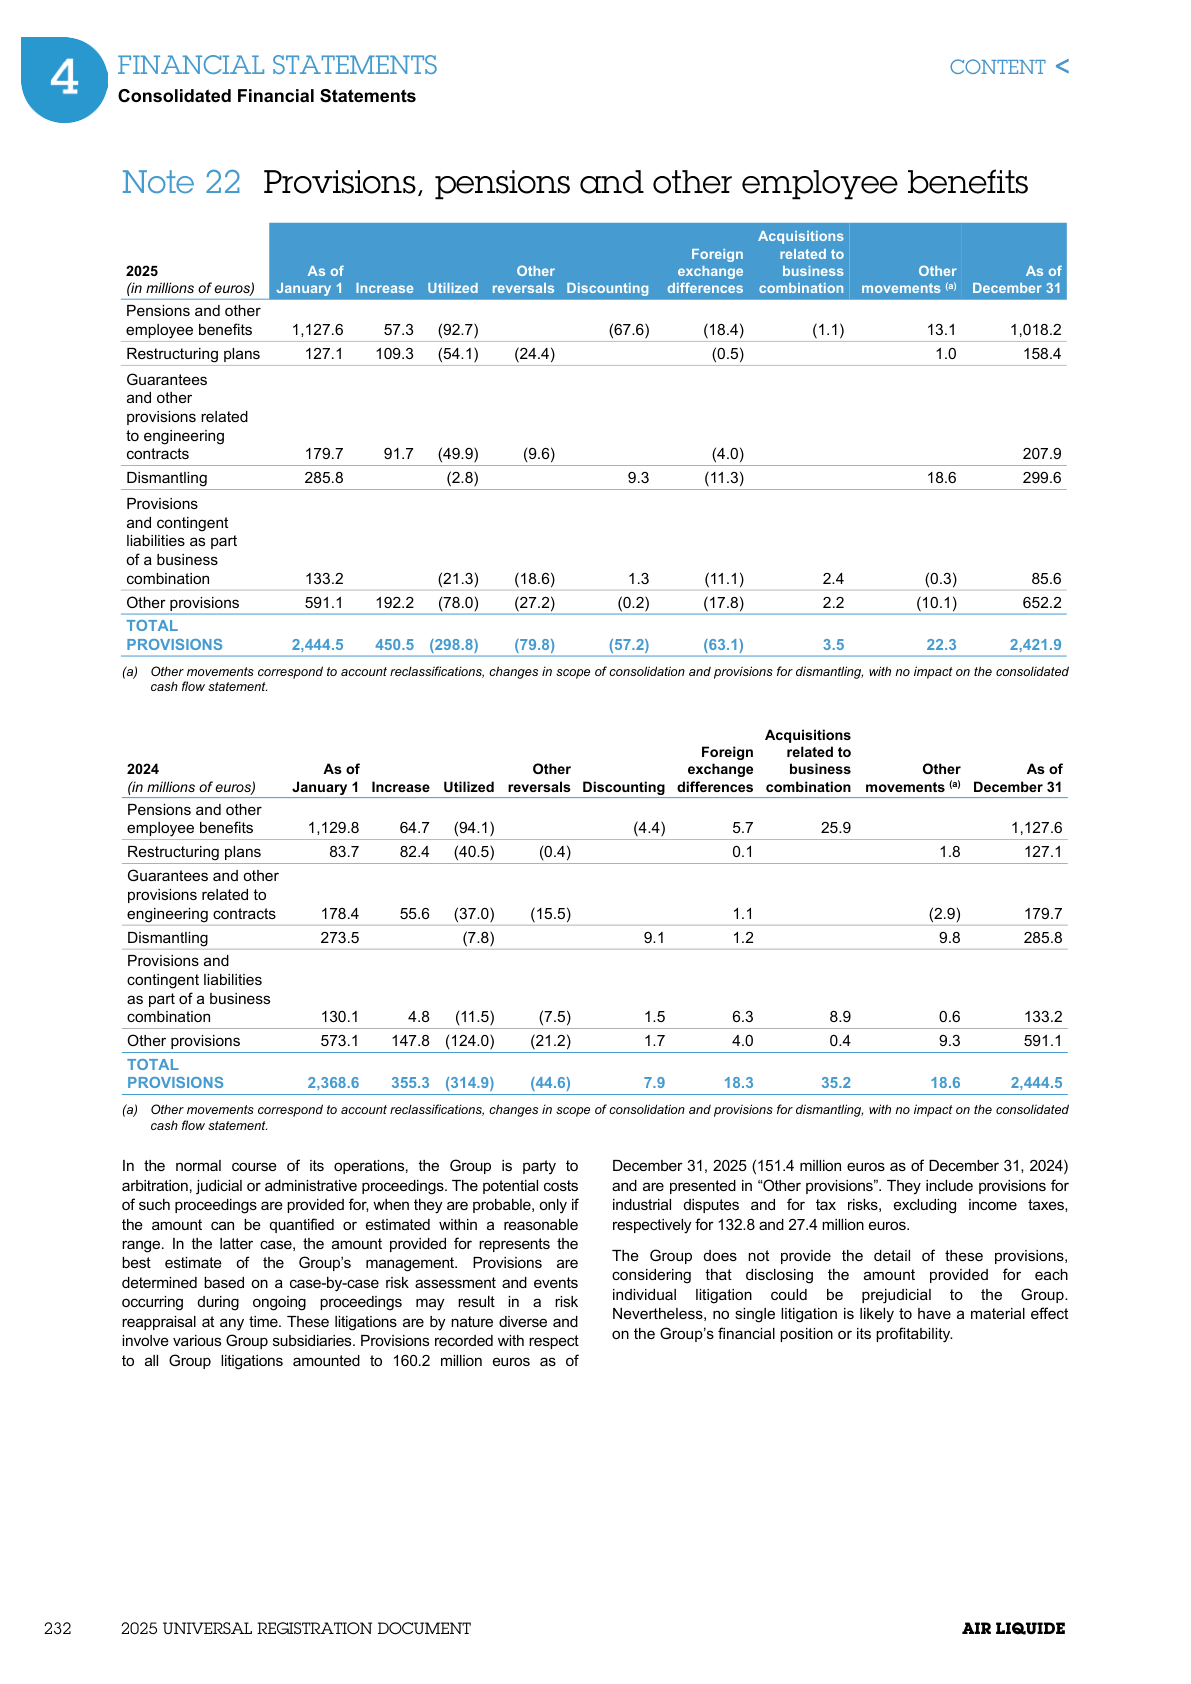 4
FINANCIAL STATEMENTS
CONTENT <
Consolidated Financial Statements
Note 22 Provisions, pensions and other employee benefits
2025
(in millions of euros)
As of
January 1
Increase
Utilized
Other
reversals
Discounting
Foreign
exchange
differences
Acquisitions
related to
business
combination
Other
movements (a)
As of
December 31
Pensions and other
employee benefits 1,127.6 57.3 (92.7) (67.6) (18.4) (1.1) 13.1 1,018.2
Restructuring plans 127.1 109.3 (54.1) (24.4) (0.5) 1.0 158.4
Guarantees
and other
provisions related
to engineering
contracts 179.7 91.7 (49.9) (9.6) (4.0) 207.9
Dismantling 285.8 (2.8) 9.3 (11.3) 18.6 299.6
Provisions
and contingent
liabilities as part
of a business
combination 133.2 (21.3) (18.6) 1.3 (11.1) 2.4 (0.3) 85.6
Other provisions 591.1 192.2 (78.0) (27.2) (0.2) (17.8) 2.2 (10.1) 652.2
TOTAL
PROVISIONS 2,444.5 450.5 (298.8) (79.8) (57.2) (63.1) 3.5 22.3 2,421.9
(a) Other movements correspond to account reclassifications, changes in scope of consolidation and provisions for dismantling, with no impact on the consolidated
cash flow statement.
2024
(in millions of euros)
As of
January 1
Increase
Utilized
Other
reversals
Discounting
Foreign
exchange
differences
Acquisitions
related to
business
combination
Other
movements (a)
As of
December 31
Pensions and other
employee benefits 1,129.8 64.7 (94.1) (4.4) 5.7 25.9 1,127.6
Restructuring plans 83.7 82.4 (40.5) (0.4) 0.1 1.8 127.1
Guarantees and other
provisions related to
engineering contracts 178.4 55.6 (37.0) (15.5) 1.1 (2.9) 179.7
Dismantling 273.5 (7.8) 9.1 1.2 9.8 285.8
Provisions and
contingent liabilities
as part of a business
combination 130.1 4.8 (11.5) (7.5) 1.5 6.3 8.9 0.6 133.2
Other provisions 573.1 147.8 (124.0) (21.2) 1.7 4.0 0.4 9.3 591.1
TOTAL
PROVISIONS 2,368.6 355.3 (314.9) (44.6) 7.9 18.3 35.2 18.6 2,444.5
(a) Other movements correspond to account reclassifications, changes in scope of consolidation and provisions for dismantling, with no impact on the consolidated
cash flow statement.
In the normal course of its operations, the Group is party to
arbitration, judicial or administrative proceedings. The potential costs
of such proceedings are provided for, when they are probable, only if
the amount can be quantified or estimated within a reasonable
range. In the latter case, the amount provided for represents the
best estimate of the Group's management. Provisions are
determined based on a case-by-case risk assessment and events
occurring during ongoing proceedings may result in a risk
reappraisal at any time. These litigations are by nature diverse and
involve various Group subsidiaries. Provisions recorded with respect
to all Group litigations amounted to 160.2 million euros as of
December 31, 2025 (151.4 million euros as of December 31, 2024)
and are presented in “Other provisions”. They include provisions for
industrial disputes and for tax risks, excluding income taxes,
respectively for 132.8 and 27.4 million euros.
The Group does not provide the detail of these provisions,
considering that disclosing the amount provided for each
individual litigation could be prejudicial to the Group.
Nevertheless, no single litigation is likely to have a material effect
on the Group's financial position or its profitability.
232 2025 UNIVERSAL REGISTRATION DOCUMENT
AIR LIQUIDE